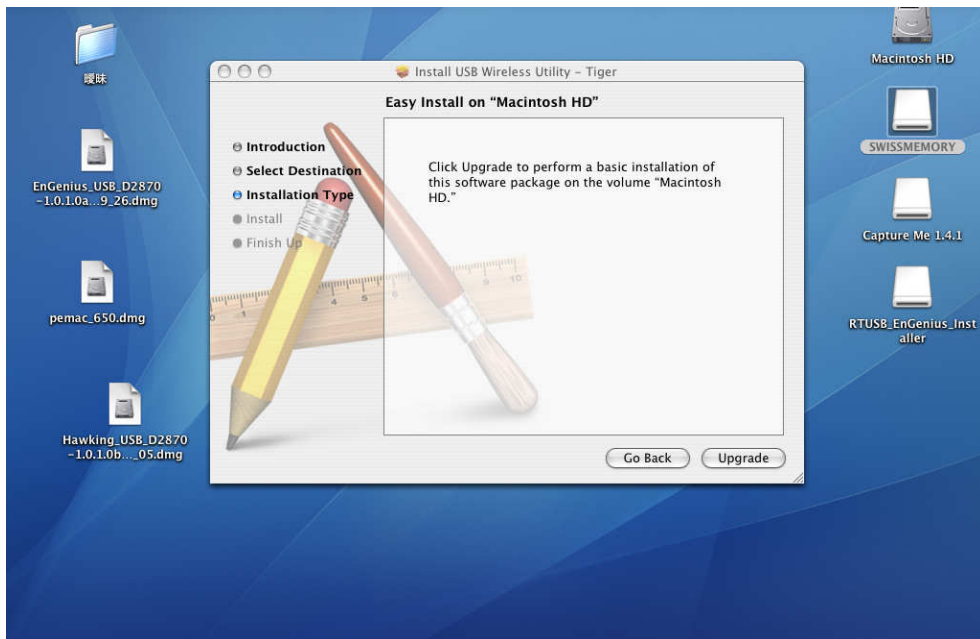 曖昧
EnGenius_USB_D2870
-1.0.1.0a...9_26.dmg
pemac_650.dmg
Hawking_USB_D2870
-1.0.1.0b..._05.dmg
Install USB Wireless Utility – Tiger
Easy Install on “Macintosh HD”
Introduction
Select Destination
Installation Type
Install
Finish Up
Click Upgrade to perform a basic installation of
this software package on the volume “Macintosh
HD.”
Go Back
Upgrade
Macintosh HD
SWISSMEMORY
Capture Me 1.4.1
RTUSB_EnGenius_Inst
aller